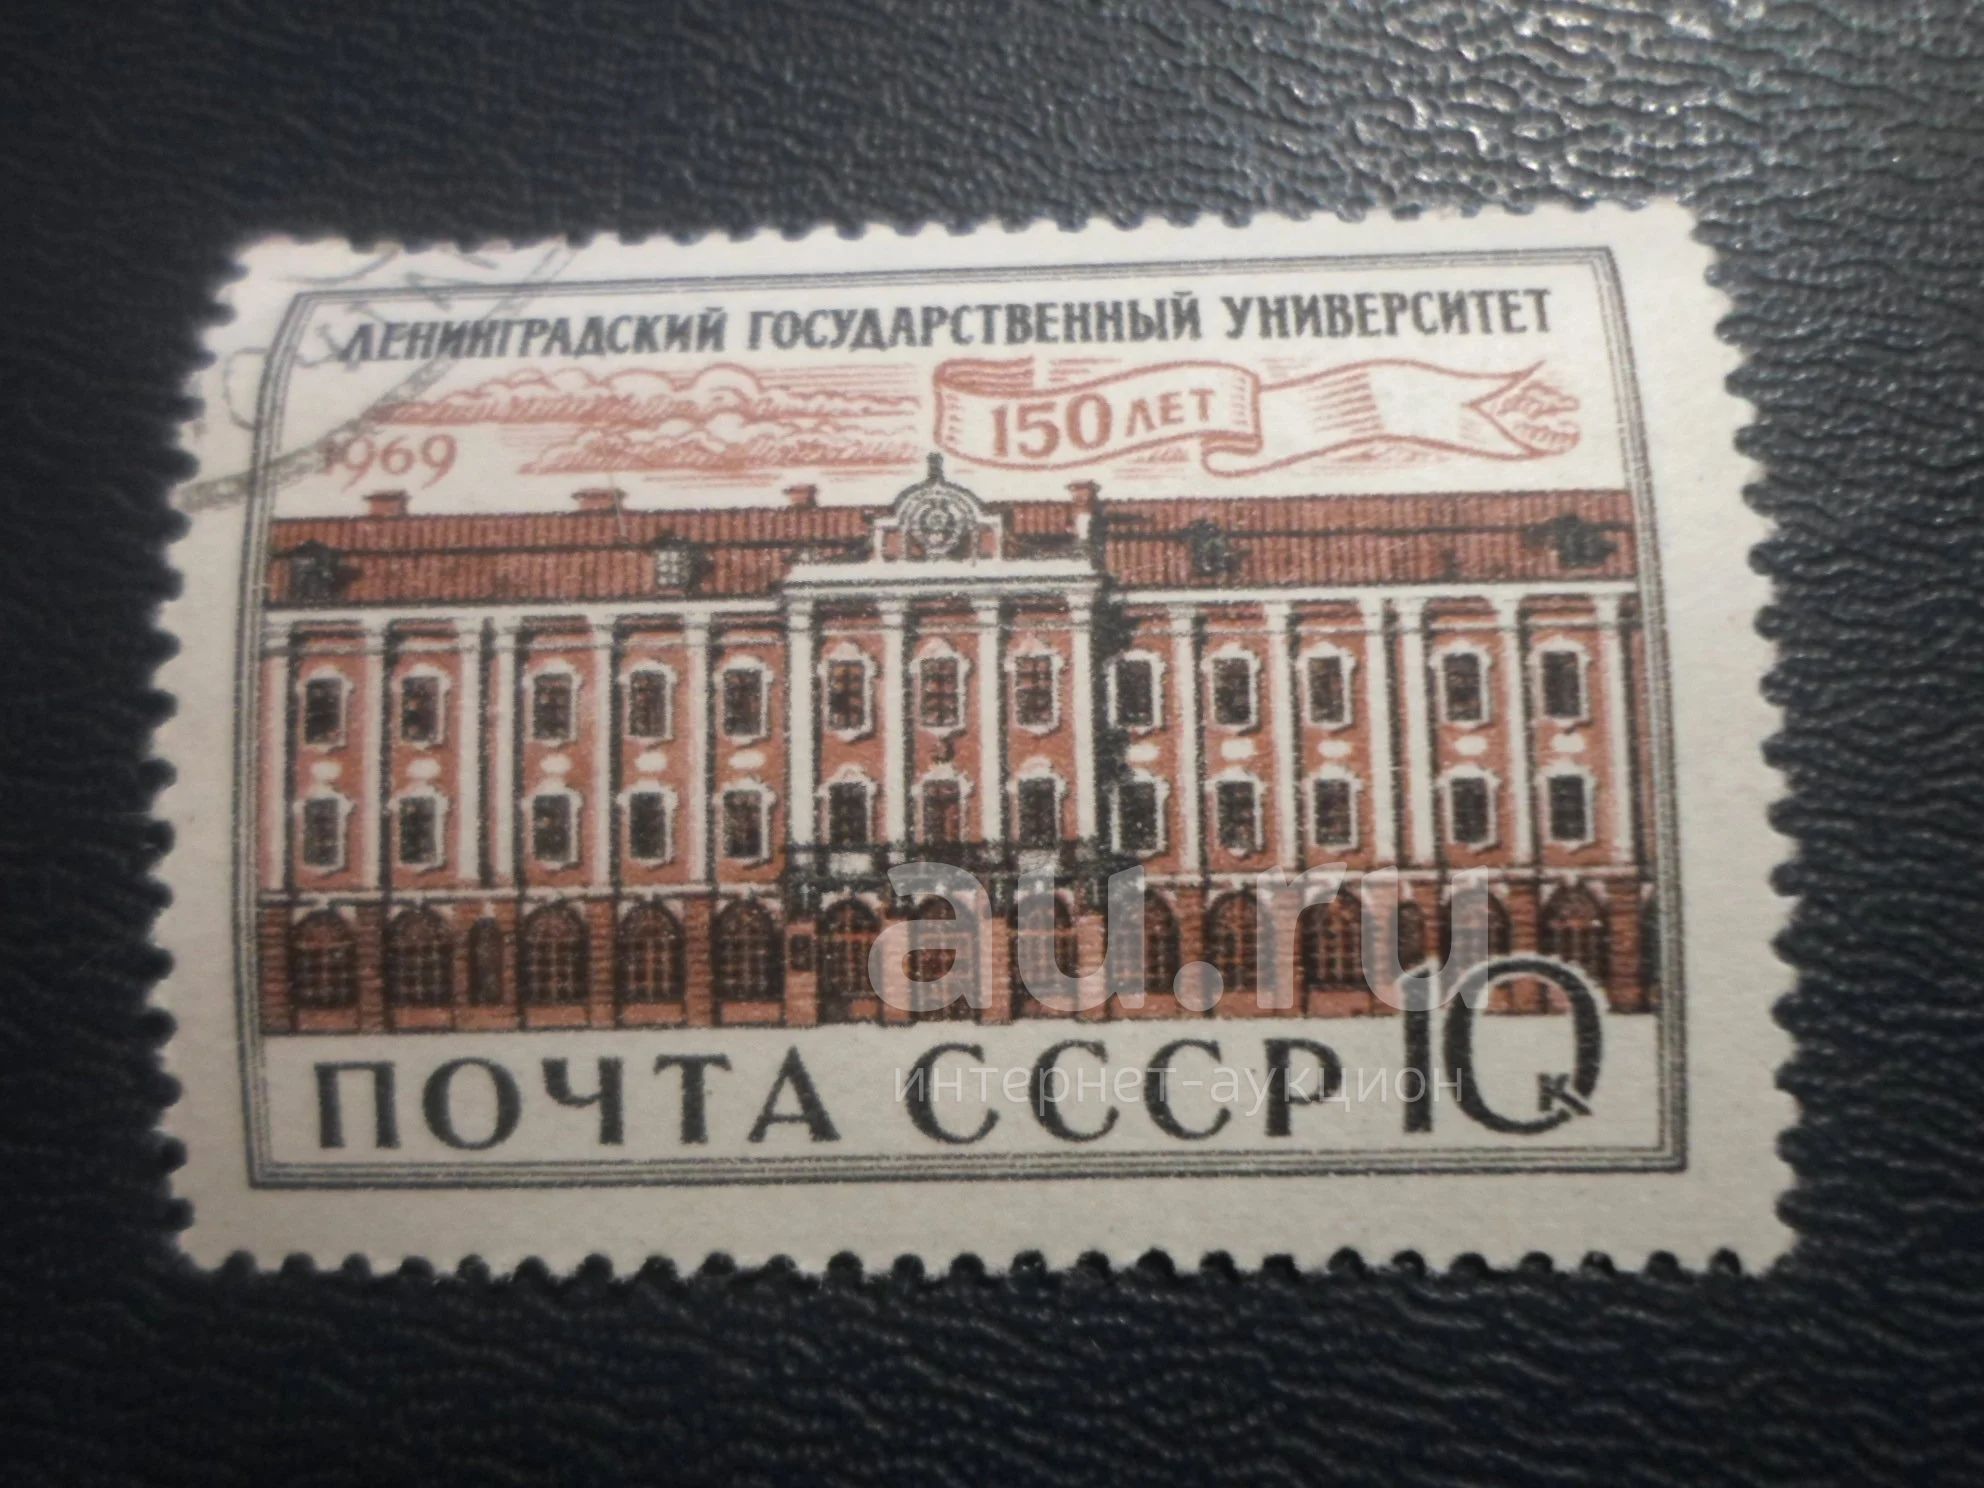 ЛЕНИНГРАДСКИЙ ГОСУДАРСТВЕННЫЙ УНИВЕРСИТЕТ
150 ЛЕТ
1969
au.ru
интернет-аукцион
ПОЧТА СССР 10К